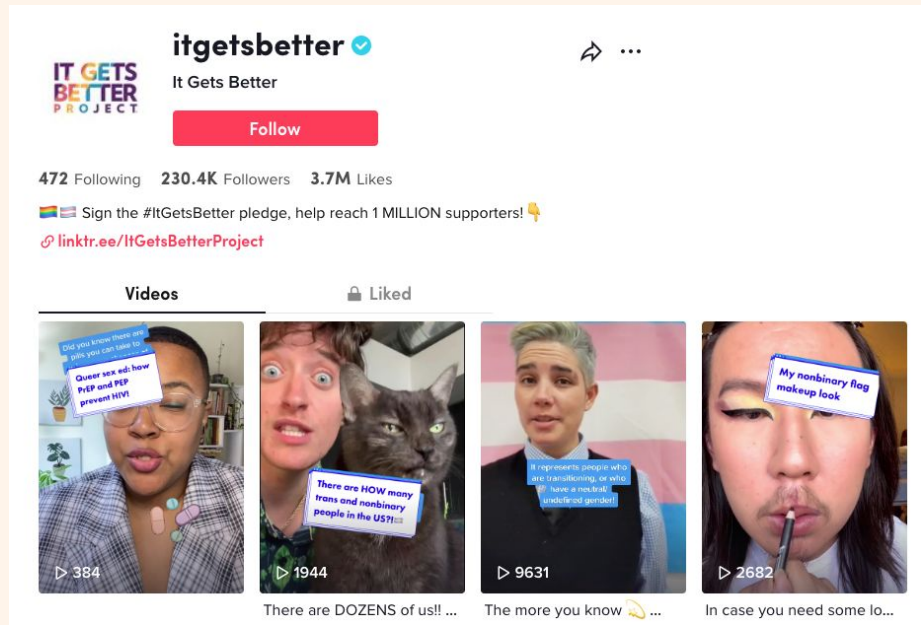 itgetsbetter
IT GETS
BETTER
PROJECT
It Gets Better
Follow
472 Following 230.4K Followers 3.7M Likes
🏳️‍🌈🏳️‍⚧️ Sign the #ItGetsBetter pledge, help reach 1 MILLION supporters! 👇
linktr.ee/ItGetsBetterProject
Videos
Liked
Did you know there are
pills you can take to
Queer sex ed: how
PrEP and PEP
prevent HIV!
384
There are HOW many
trans and nonbinary
people in the US?!
1944
There are DOZENS of us!! ...
It represents people who
are transitioning, or who
have a neutral/
undefined gender!
9631
The more you know 💫 ...
My nonbinary flag
makeup look
2682
In case you need some lo...